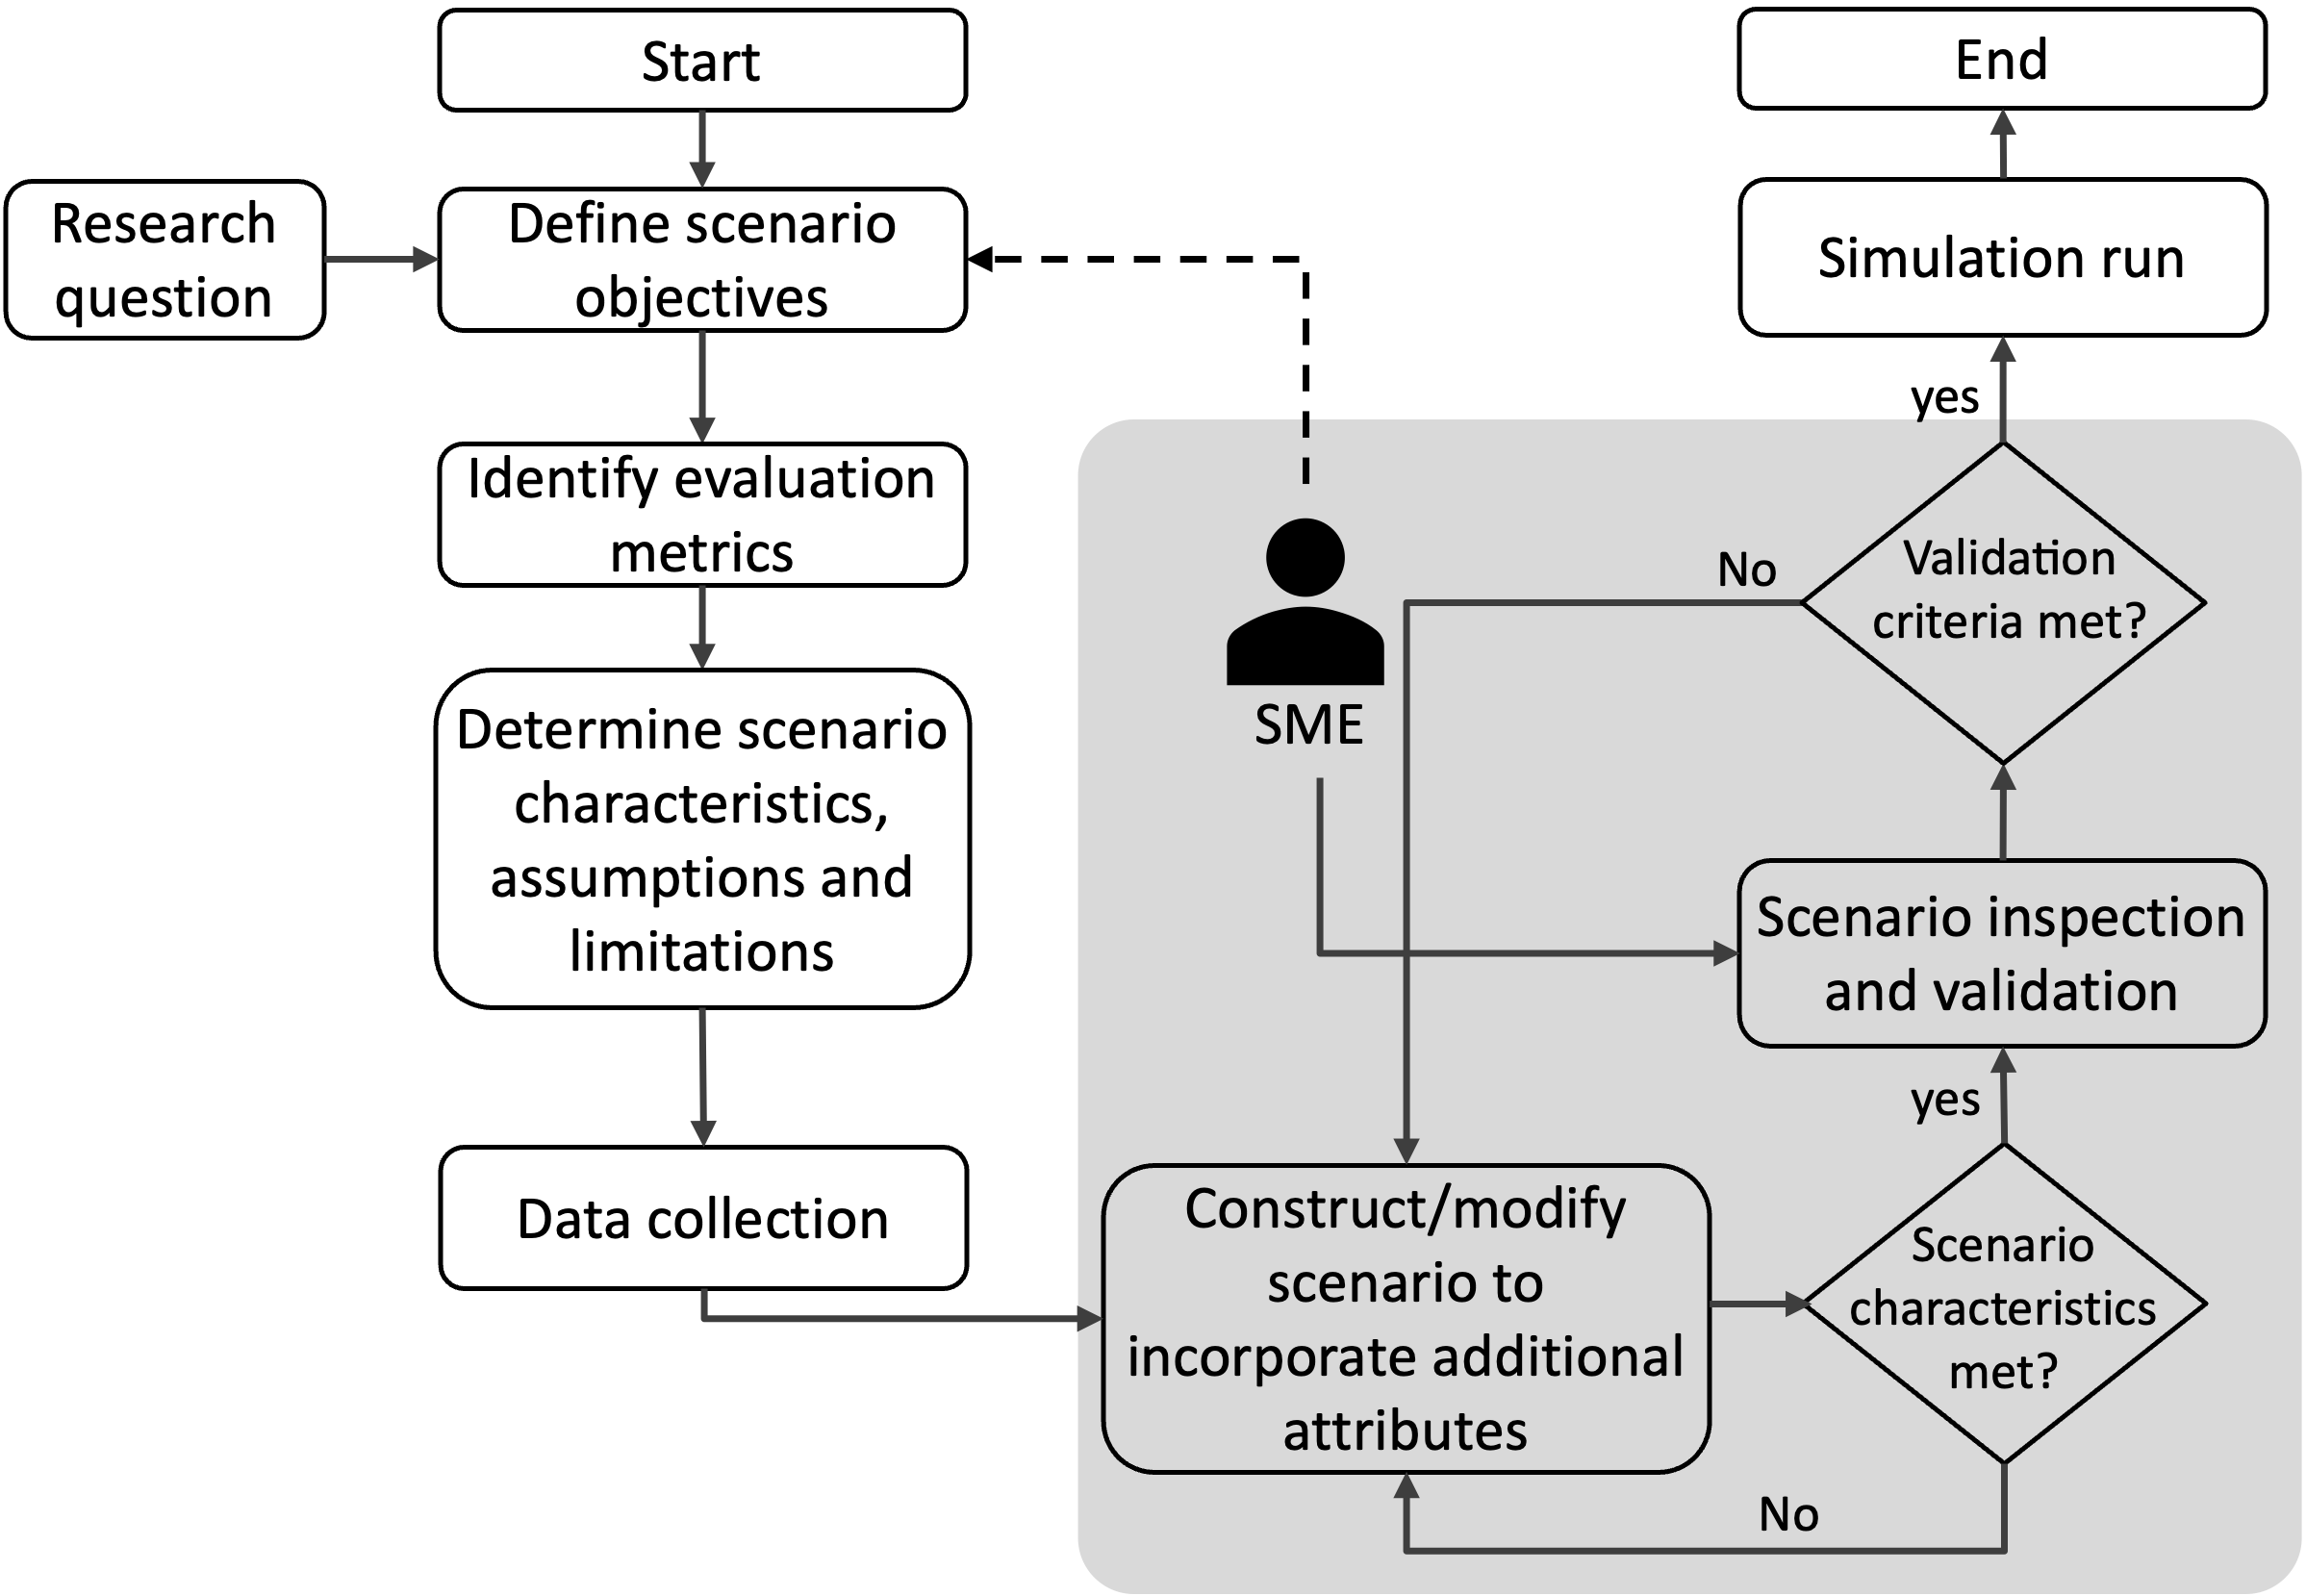 Start
Research
question
Define scenario
objectives
Identify evaluation
metrics
Determine scenario
characteristics,
assumptions and
limitations
Data collection
SME
Construct/modify
scenario to
incorporate additional
attributes
Scenario
characteristics
met?
No
yes
Scenario inspection
and validation
Validation
criteria met?
No
yes
Simulation run
End